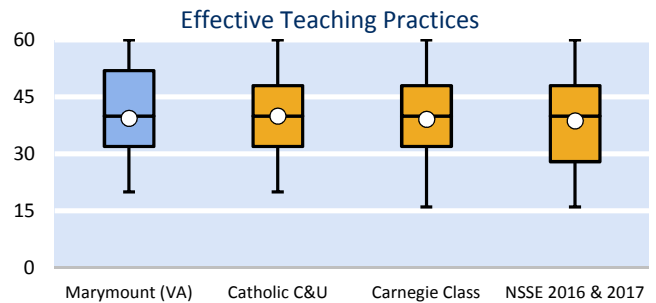 Effective Teaching Practices
60
45
30
15
0
Marymount (VA) Catholic C&U Carnegie Class NSSE 2016 & 2017